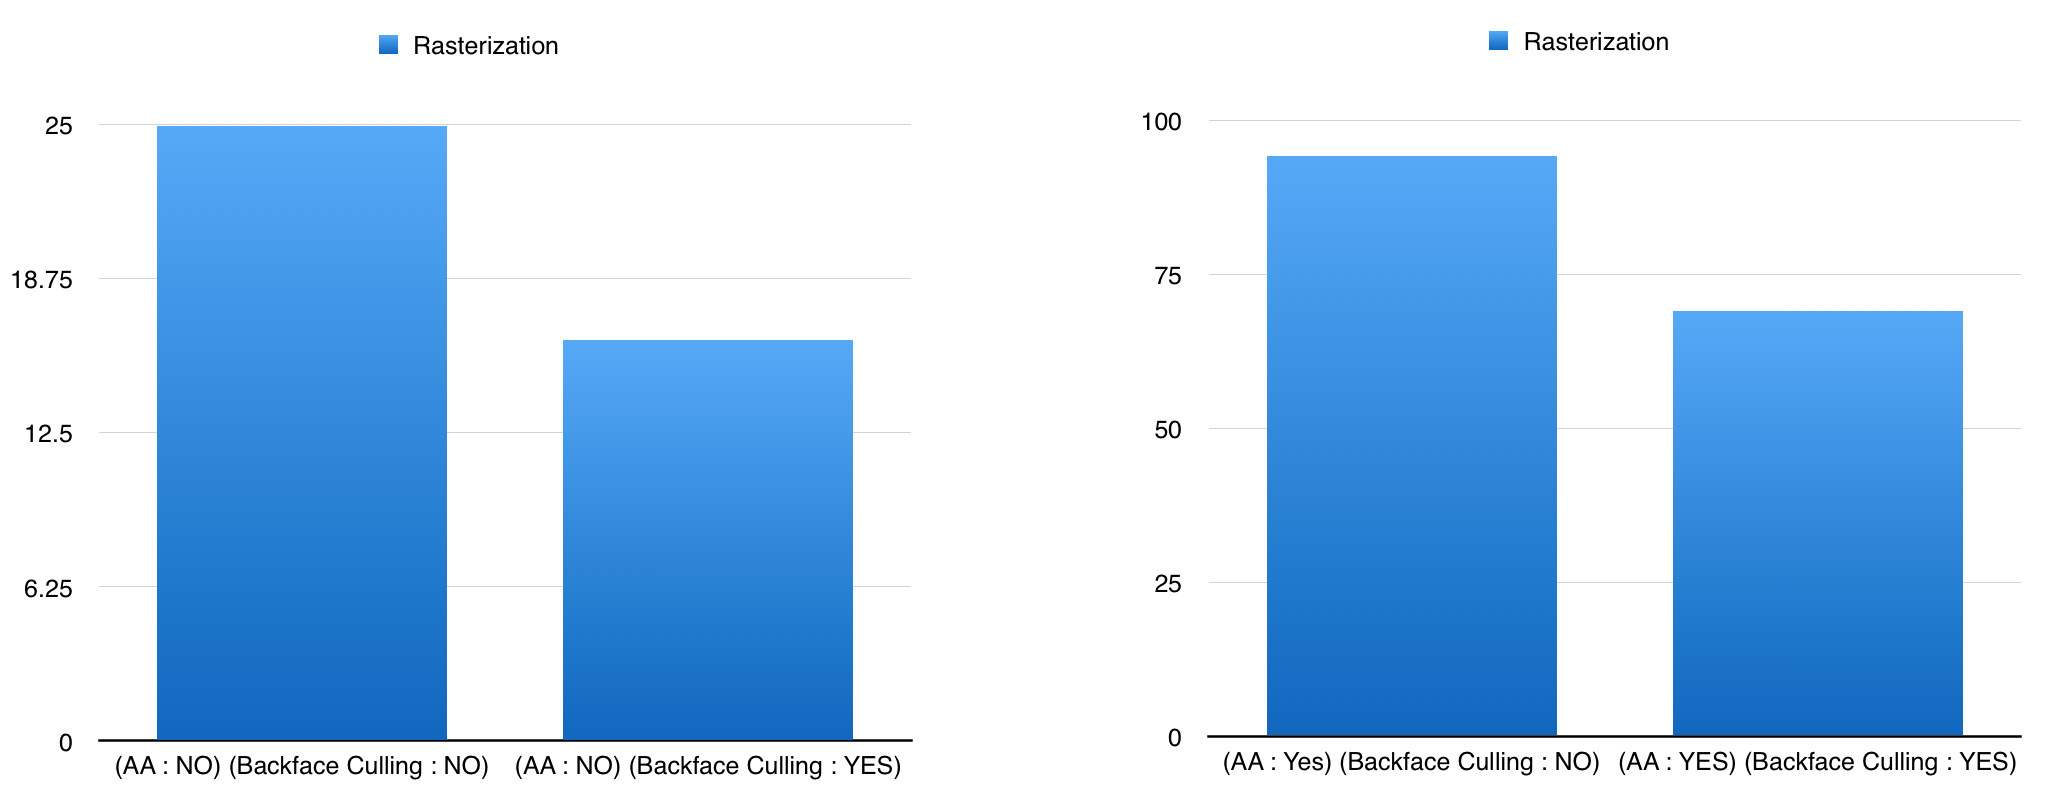 Rasterization
25
18.75
12.5
6.25
0
(AA : NO) (Backface Culling : NO)
(AA : NO) (Backface Culling : YES)
Rasterization
100
75
50
25
0
(AA : Yes) (Backface Culling : NO)
(AA : YES) (Backface Culling : YES)